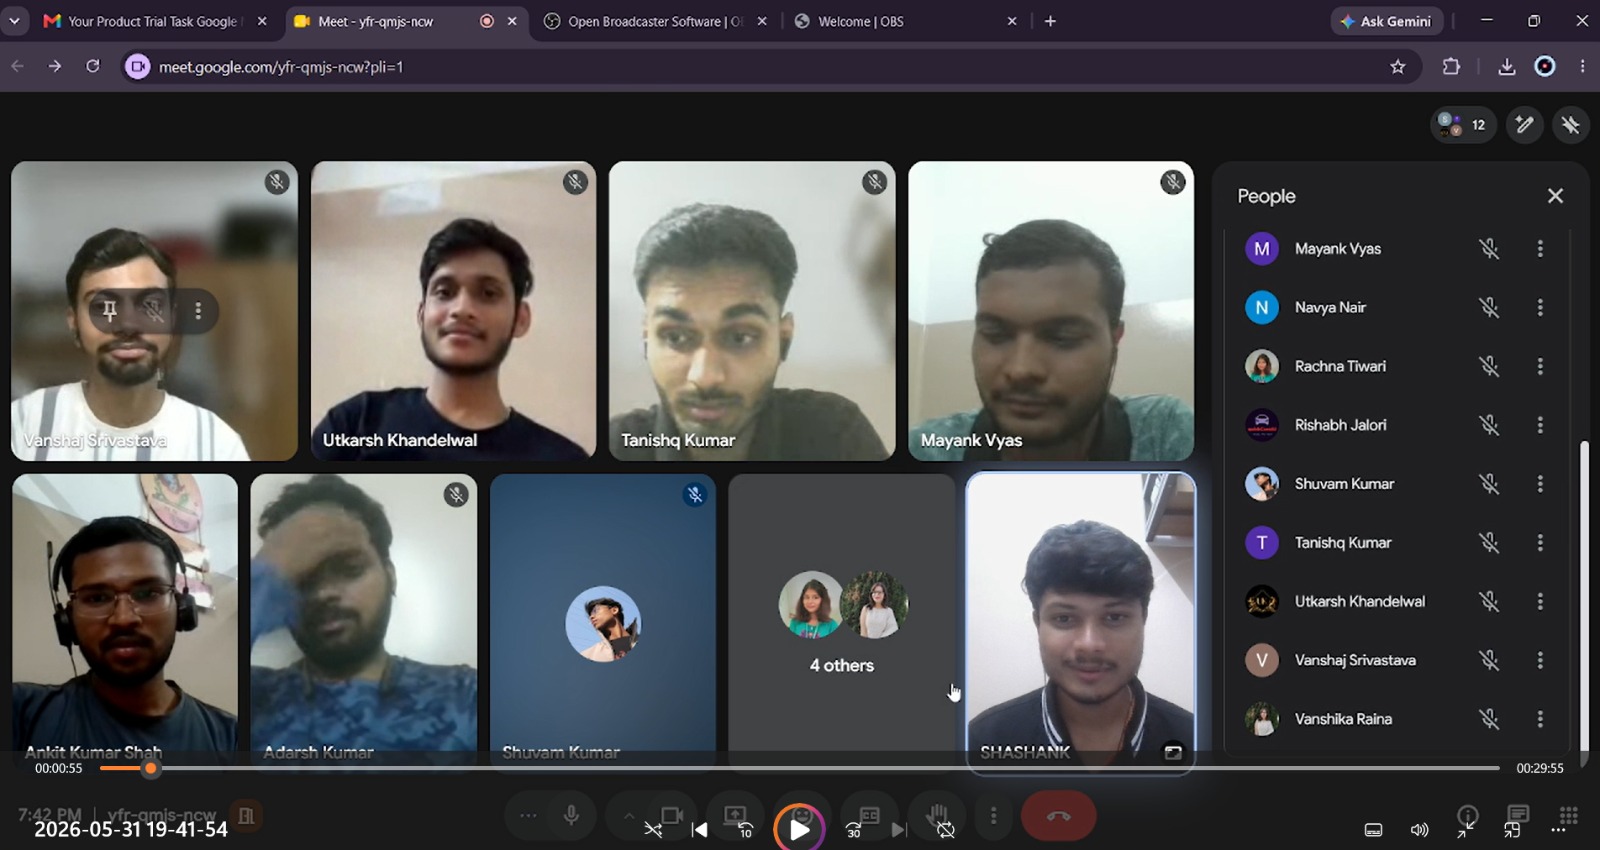 Your Product Trial Task Google
Meet - yfr-qmjs-ncw
Open Broadcaster Software | O
Welcome | OBS
Ask Gemini
meet.google.com/yfr-qmjs-ncw?pli=1
12
People
Mayank Vyas
Navya Nair
Rachna Tiwari
Rishabh Jalori
Shuvam Kumar
Tanishq Kumar
Utkarsh Khandelwal
Vanshaj Srivastava
Vanshika Raina
M
N
T
V
Vanshaj Srivastava
Utkarsh Khandelwal
Tanishq Kumar
Mayank Vyas
4 others
Ankit Kumar Shah
Adarsh Kumar
Shuvam Kumar
SHASHANK
00:00:55
00:29:55
7:42 PM | yfr-qmjs-ncw
2026-05-31 19-41-54
10
30